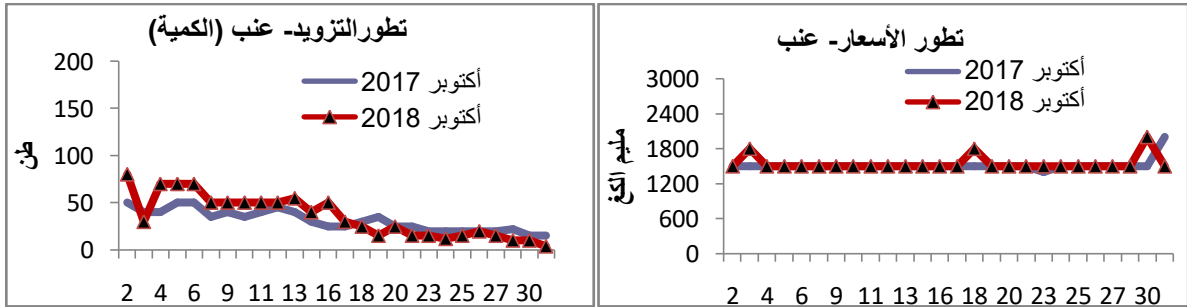 تطور الأسعار- عنب
أكتوبر 2017
أكتوبر 2018
مليم الكغ
3000
2400
1800
1200
600
0
2 4 6 9 11 13 16 18 20 23 25 27 30
تطورالتزويد- عنب (الكمية)
أكتوبر 2017
أكتوبر 2018
طن
200
150
100
50
0
2 4 6 9 11 13 16 18 20 23 25 27 30